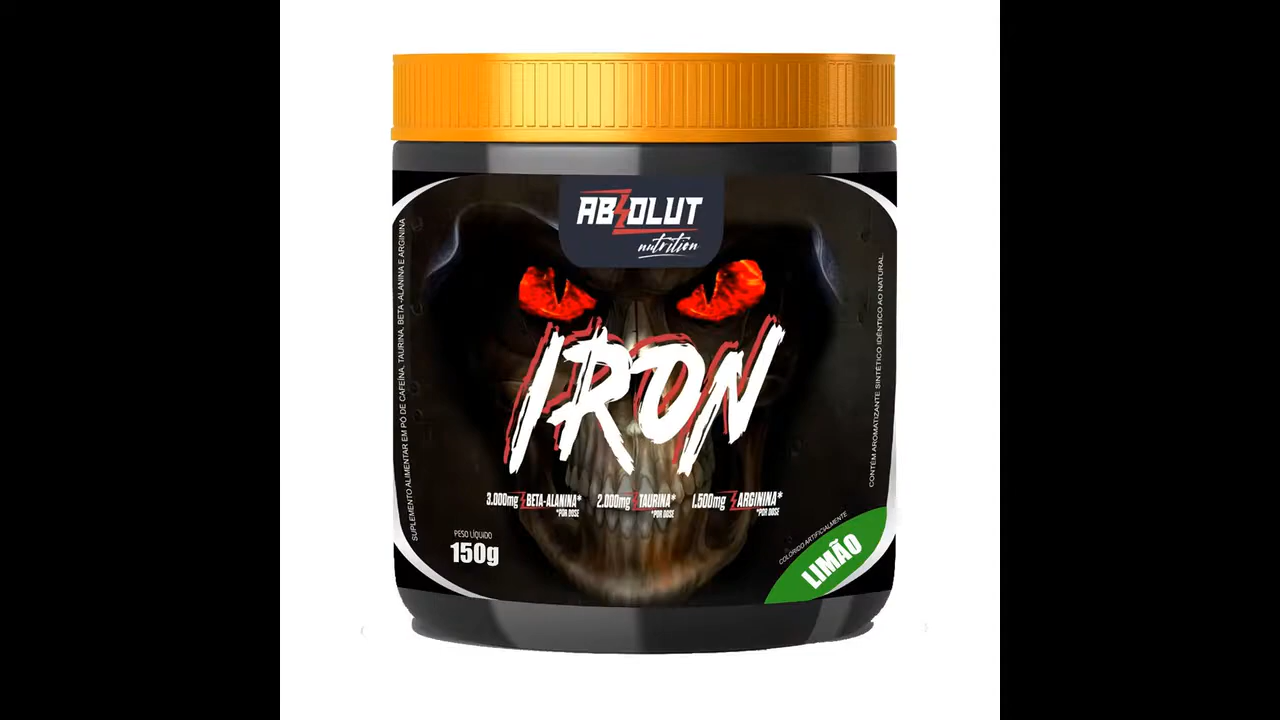 ABSOLUT
nutrition
IRON
3.000mg BETA-ALANINA*
*POR DOSE
2.000mg TAURINA*
*POR DOSE
1.500mg ARGININA*
*POR DOSE
PESO LÍQUIDO
150g
COLORIDO ARTIFICIALMENTE
LIMÃO
SUPLEMENTO ALIMENTAR EM PÓ DE CAFEÍNA, TAURINA, BETA-ALANINA E ARGININA
CONTÉM AROMATIZANTE SINTÉTICO IDÊNTICO AO NATURAL.